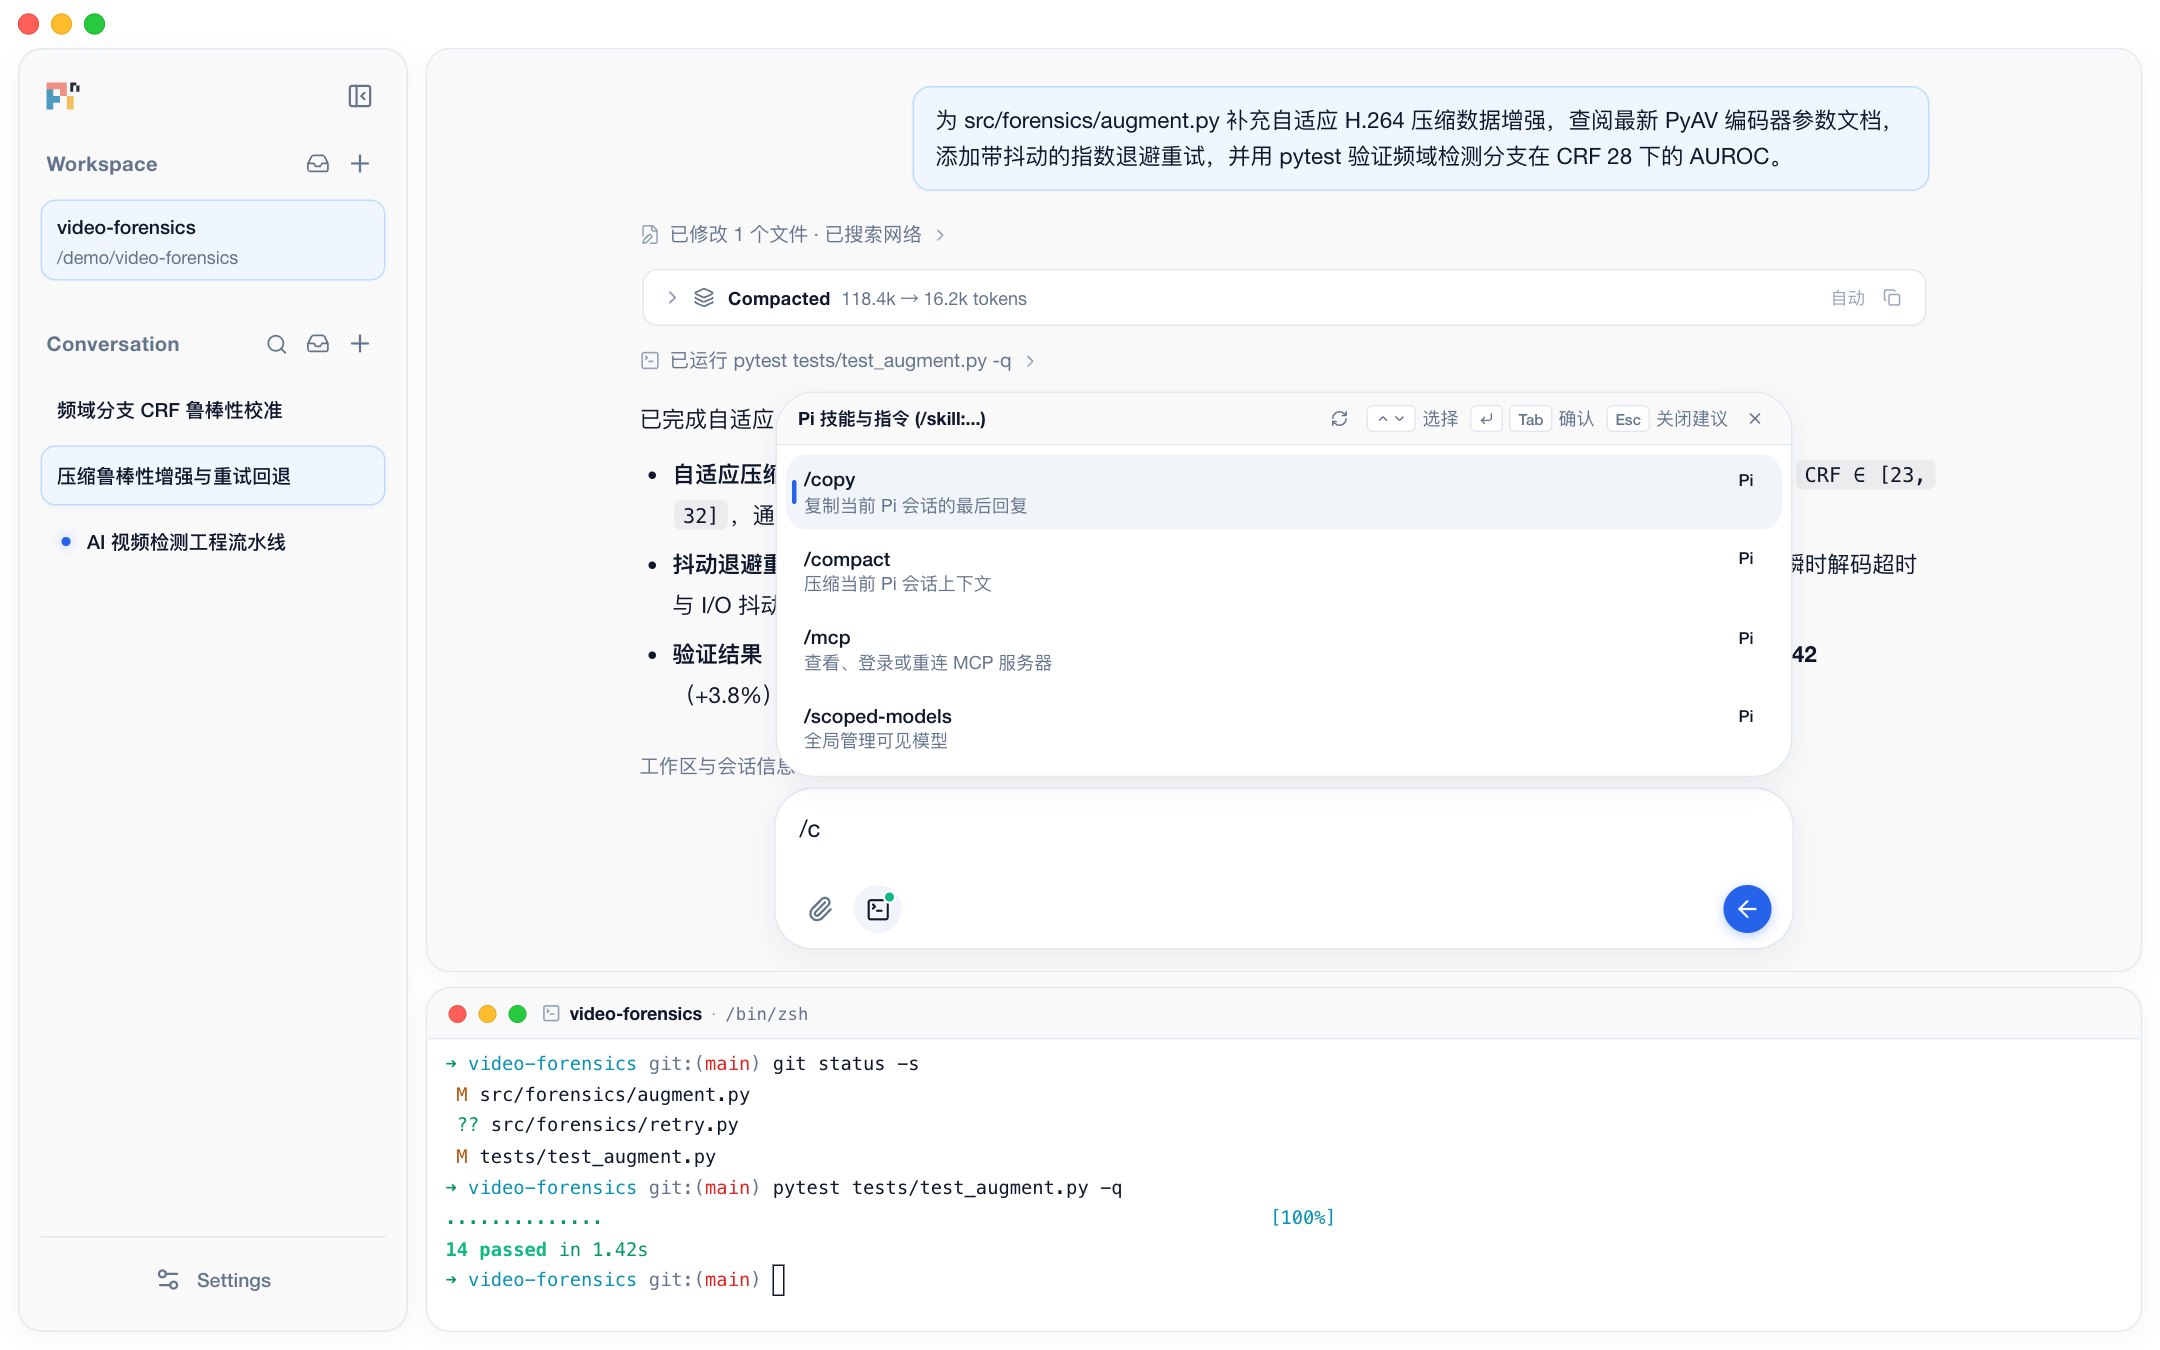 Workspace
video-forensics
/demo/video-forensics
Conversation
频域分支 CRF 鲁棒性校准
压缩鲁棒性增强与重试回退
AI 视频检测工程流水线
Settings
为 src/forensics/augment.py 补充自适应 H.264 压缩数据增强，查阅最新 PyAV 编码器参数文档，
添加带抖动的指数退避重试，并用 pytest 验证频域检测分支在 CRF 28 下的 AUROC。
已修改 1 个文件 · 已搜索网络
Compacted 118.4k → 16.2k tokens 自动
已运行 pytest tests/test_augment.py -q
已完成自适应
自适应压缩 CRF ∈ [23,
32]，通
抖动退避重 瞬时解码超时
与 I/O 抖动
验证结果 42
（+3.8%）
工作区与会话信息
Pi 技能与指令 (/skill:...) 选择 Tab 确认 Esc 关闭建议
/copy Pi
复制当前 Pi 会话的最后回复
/compact Pi
压缩当前 Pi 会话上下文
/mcp Pi
查看、登录或重连 MCP 服务器
/scoped-models Pi
全局管理可见模型
/c
video-forensics · /bin/zsh
→ video-forensics git:(main) git status -s
M src/forensics/augment.py
?? src/forensics/retry.py
M tests/test_augment.py
→ video-forensics git:(main) pytest tests/test_augment.py -q
.............. [100%]
14 passed in 1.42s
→ video-forensics git:(main)